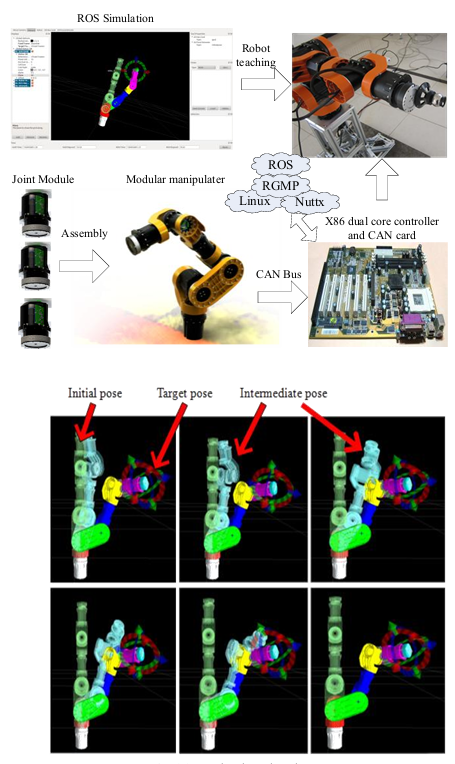 ROS Simulation
Robot
teaching
ROS
RGMP
Linux
Nuttx
Joint Module
Modular manipulater
X86 dual core controller
and CAN card
Assembly
CAN Bus
Initial pose
Target pose
Intermediate pose